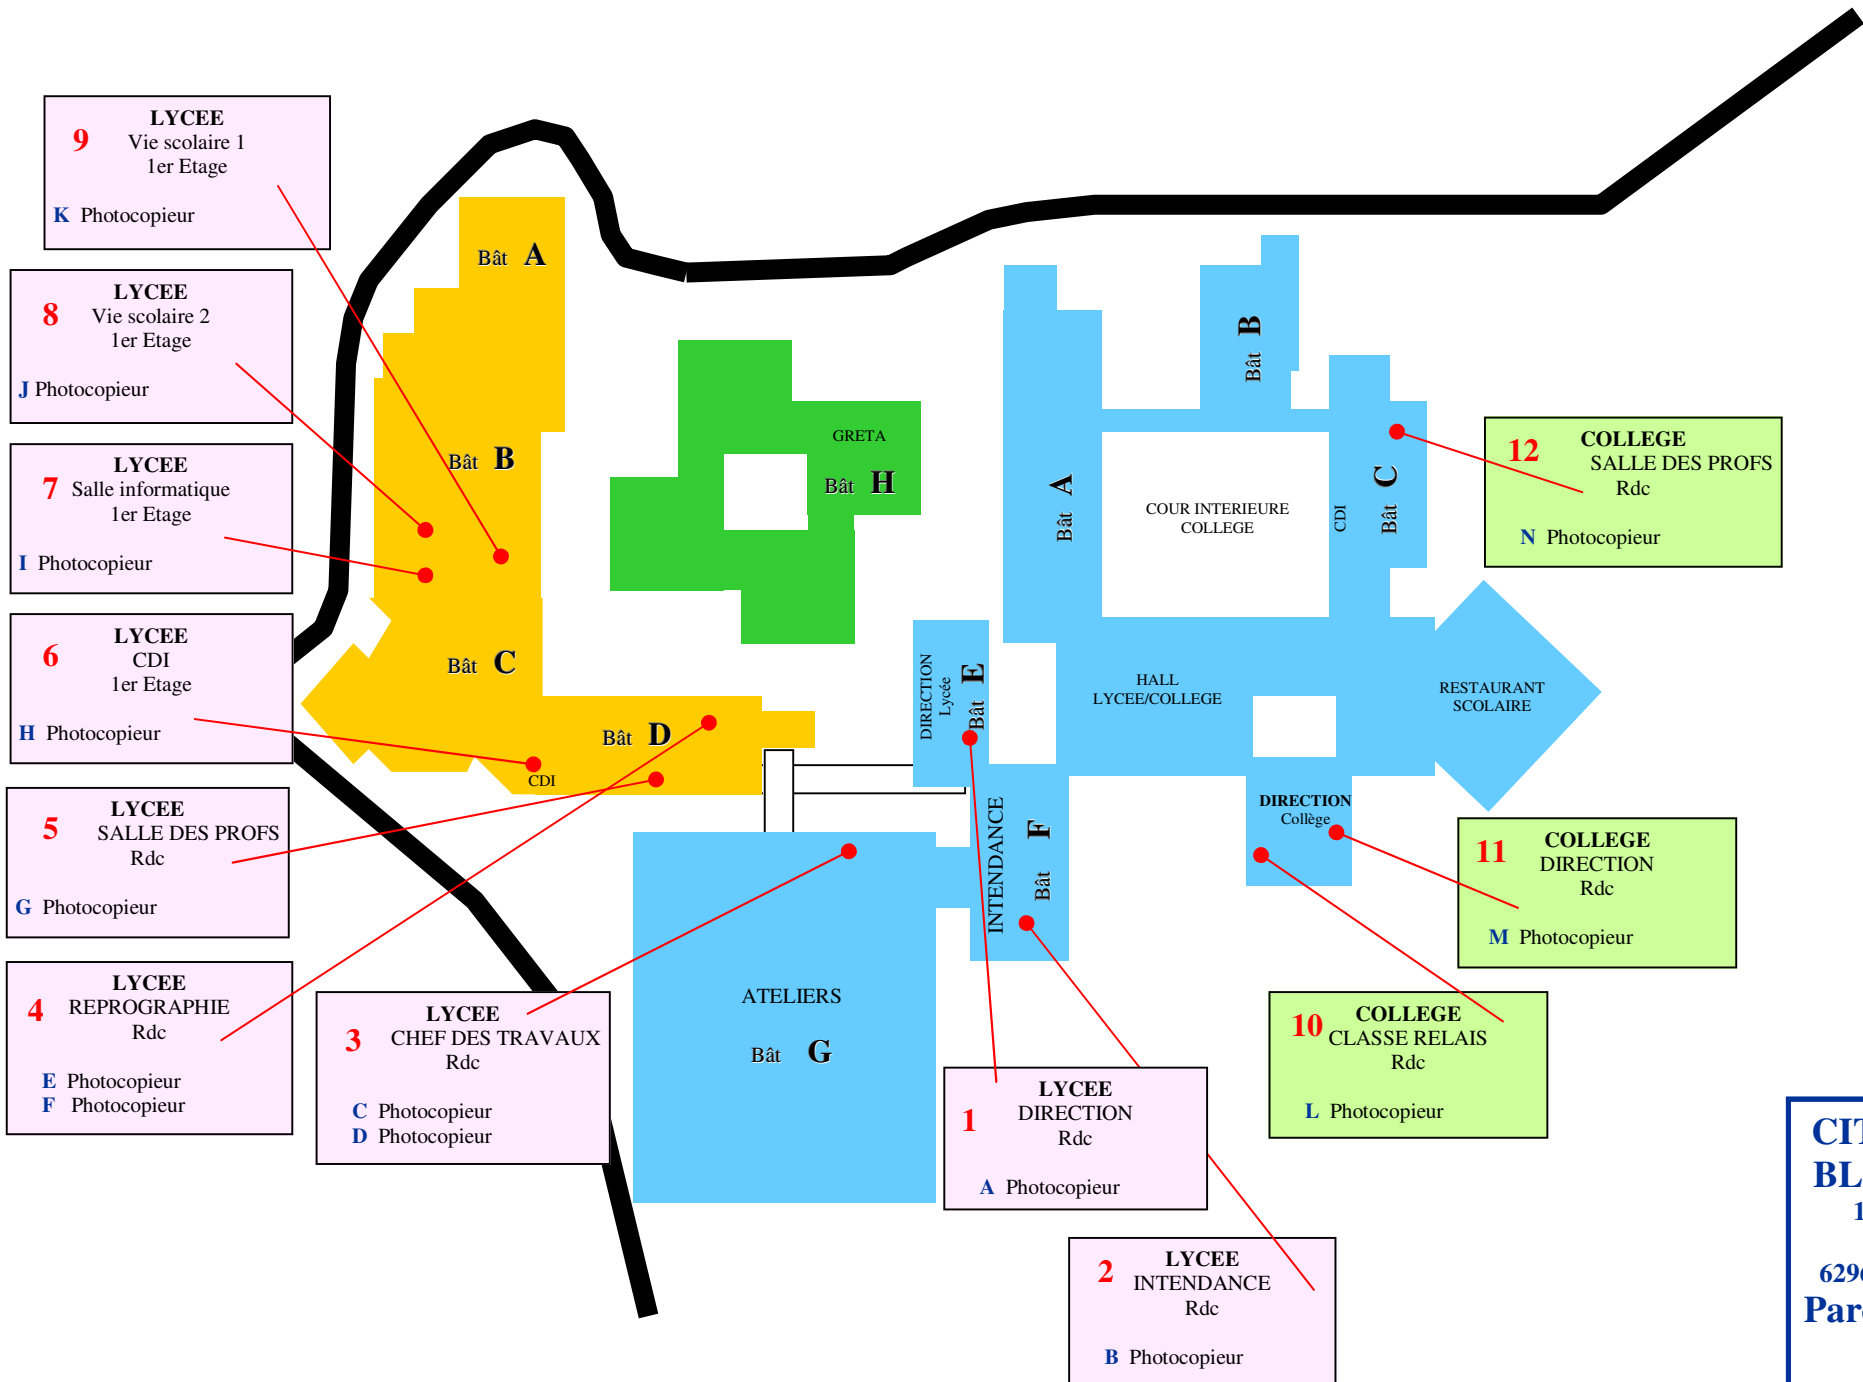 LYCEE
9 Vie scolaire 1
1er Etage
K Photocopieur
LYCEE
8 Vie scolaire 2
1er Etage
J Photocopieur
LYCEE
7 Salle informatique
1er Etage
I Photocopieur
LYCEE
6 CDI
1er Etage
H Photocopieur
LYCEE
5 SALLE DES PROFS
Rdc
G Photocopieur
LYCEE
4 REPROGRAPHIE
Rdc
E Photocopieur
F Photocopieur
LYCEE
3 CHEF DES TRAVAUX
Rdc
C Photocopieur
D Photocopieur
Bât A
Bât B
Bât C
Bât D
CDI
GRETA
Bât H
DIRECTION
Lycée
Bât E
INTENDANCE
Bât F
ATELIERS
Bât G
Bât A
Bât B
COUR INTERIEURE
COLLEGE
CDI
Bât C
HALL
LYCEE/COLLEGE
RESTAURANT
SCOLAIRE
DIRECTION
Collège
COLLEGE
12 SALLE DES PROFS
Rdc
N Photocopieur
COLLEGE
11 DIRECTION
Rdc
M Photocopieur
COLLEGE
10 CLASSE RELAIS
Rdc
L Photocopieur
LYCEE
1 DIRECTION
Rdc
A Photocopieur
LYCEE
2 INTENDANCE
Rdc
B Photocopieur